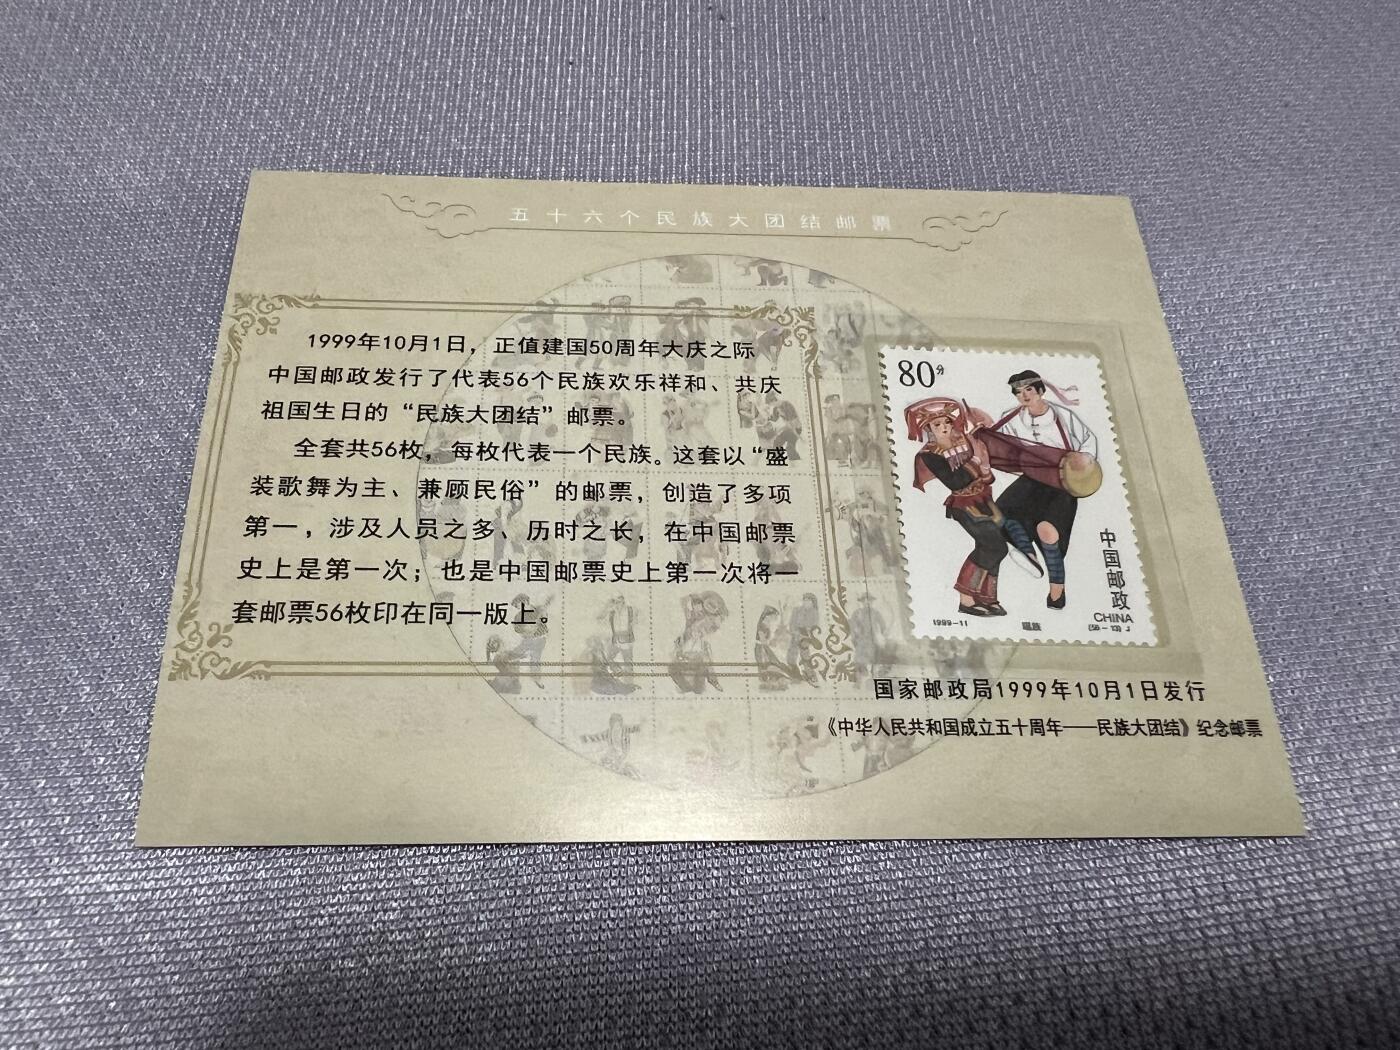 五十六个民族大团结邮票
1999年10月1日，正值建国50周年大庆之际
中国邮政发行了代表56个民族欢乐祥和、共庆
祖国生日的“民族大团结”邮票。
全套共56枚，每枚代表一个民族。这套以“盛
装歌舞为主、兼顾民俗”的邮票，创造了多项
第一，涉及人员之多、历时之长，在中国邮票
史上是第一次；也是中国邮票史上第一次将一
套邮票56枚印在同一版上。
80分
中国邮政
CHINA
1999-11
瑶族
国家邮政局1999年10月1日发行
《中华人民共和国成立五十周年——民族大团结》纪念邮票